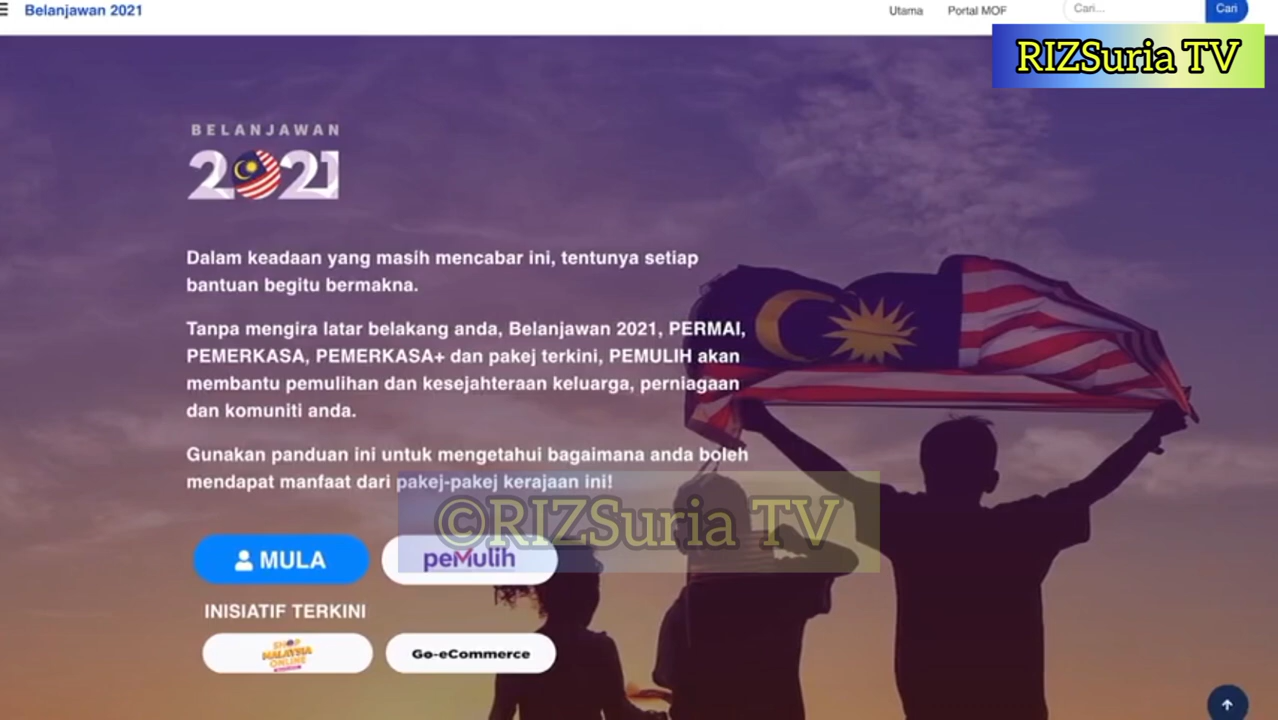 Belanjawan 2021
Utama
Portal MOF
Cari...
Cari
RIZSuria TV
BELANJAWAN
2021
Dalam keadaan yang masih mencabar ini, tentunya setiap
bantuan begitu bermakna.
Tanpa mengira latar belakang anda, Belanjawan 2021, PERMAI,
PEMERKASA, PEMERKASA+ dan pakej terkini, PEMULIH akan
membantu pemulihan dan kesejahteraan keluarga, perniagaan
dan komuniti anda.
Gunakan panduan ini untuk mengetahui bagaimana anda boleh
mendapat manfaat dari pakej-pakej kerajaan ini!
©RIZSuria TV
MULA
peMulih
INISIATIF TERKINI
SHOP
MALAYSIA
ONLINE
Go-eCommerce